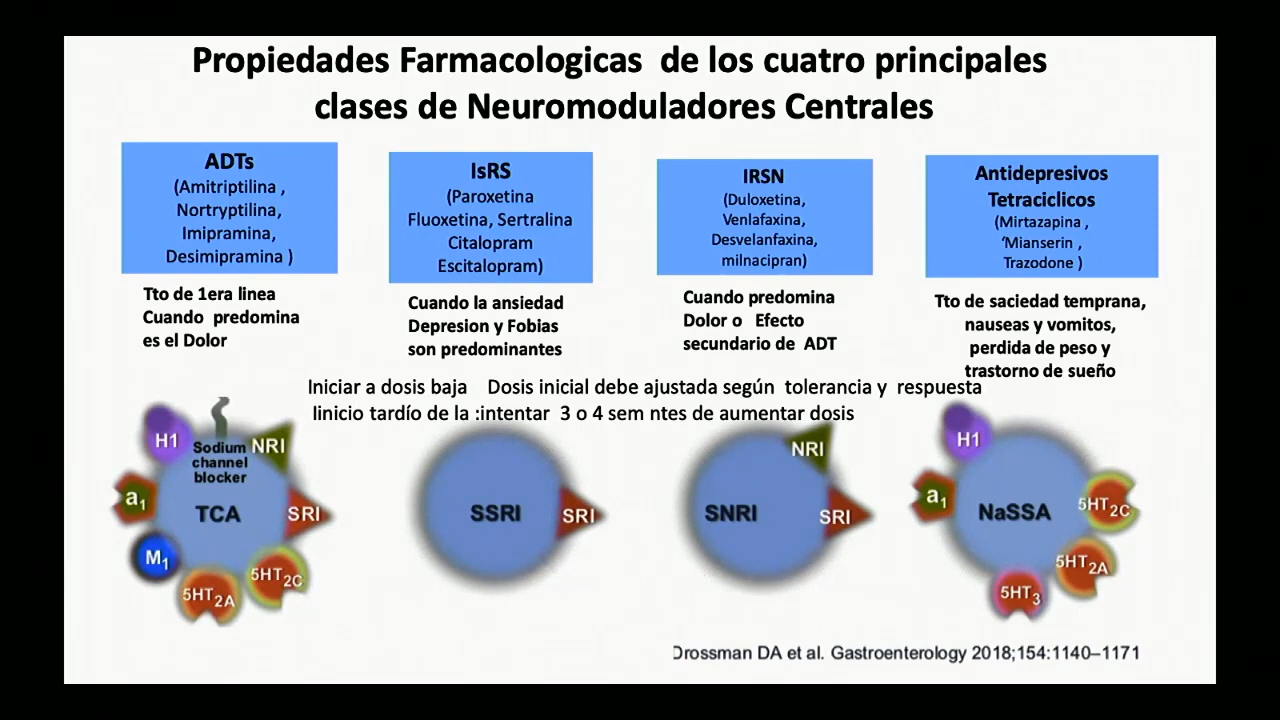 Propiedades Farmacologicas de los cuatro principales
clases de Neuromoduladores Centrales
ADTs
(Amitriptilina ,
Nortryptilina,
Imipramina,
Desimipramina )
Tto de 1era linea
Cuando predomina
es el Dolor
IsRS
(Paroxetina
Fluoxetina, Sertralina
Citalopram
Escitalopram)
Cuando la ansiedad
Depresion y Fobias
son predominantes
IRSN
(Duloxetina,
Venlafaxina,
Desvelanfaxina,
milnacipran)
Cuando predomina
Dolor o Efecto
secundario de ADT
Antidepresivos
Tetraciclicos
(Mirtazapina ,
‘Mianserin ,
Trazodone )
Tto de saciedad temprana,
nauseas y vomitos,
perdida de peso y
trastorno de sueño
Iniciar a dosis baja Dosis inicial debe ajustada según tolerancia y respuesta
Iinicio tardío de la :intentar 3 o 4 sem ntes de aumentar dosis
H1
Sodium
channel
blocker
NRI
a1
TCA
SRI
M1
5HT2A
5HT2C
SSRI
SRI
NRI
SNRI
SRI
H1
a1
NaSSA
5HT2C
5HT2A
5HT3
Drossman DA et al. Gastroenterology 2018;154:1140–1171